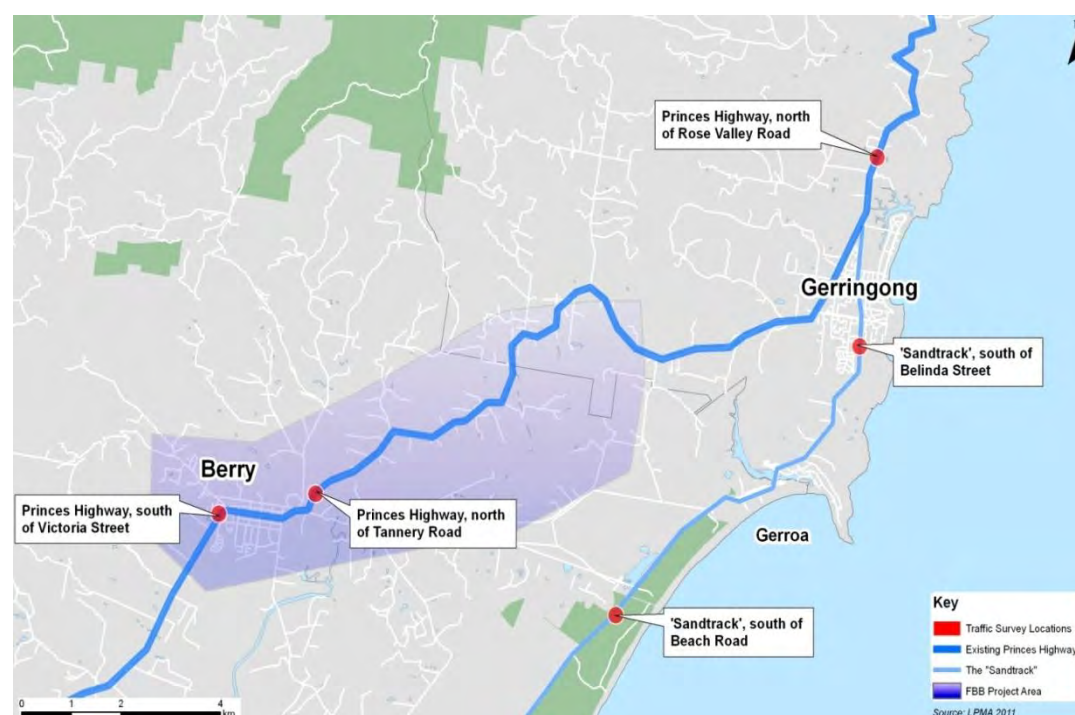 Princes Highway, north
of Rose Valley Road
Gerringong
'Sandtrack', south of
Belinda Street
Berry
Princes Highway, south
of Victoria Street
Princes Highway, north
of Tannery Road
Gerroa
'Sandtrack', south of
Beach Road
Key
Traffic Survey Locations
Existing Princes Highway
The "Sandtrack"
FBB Project Area
Source: LPMA 2011
0 1 2 4
km